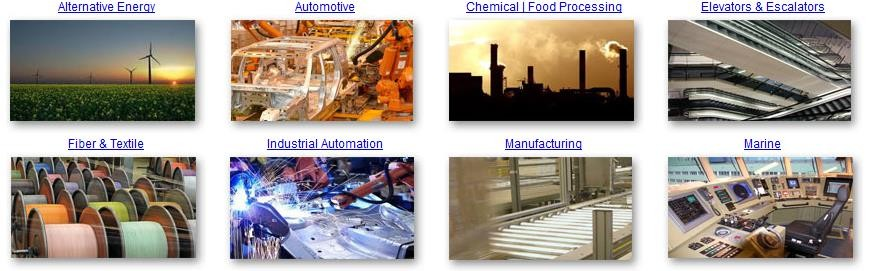 Alternative Energy
Automotive
Chemical | Food Processing
Elevators & Escalators
Fiber & Textile
Industrial Automation
Manufacturing
Marine